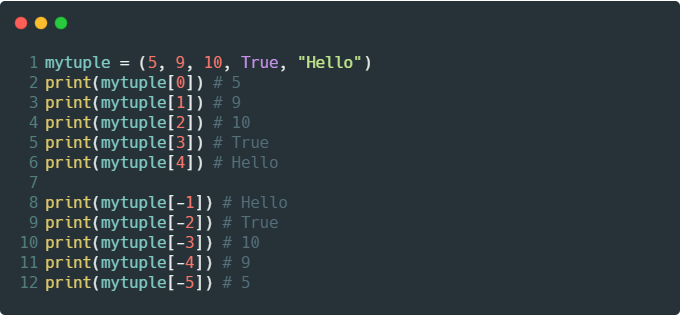 1 mytuple = (5, 9, 10, True, "Hello")
2 print(mytuple[0]) # 5
3 print(mytuple[1]) # 9
4 print(mytuple[2]) # 10
5 print(mytuple[3]) # True
6 print(mytuple[4]) # Hello
7
8 print(mytuple[-1]) # Hello
9 print(mytuple[-2]) # True
10 print(mytuple[-3]) # 10
11 print(mytuple[-4]) # 9
12 print(mytuple[-5]) # 5